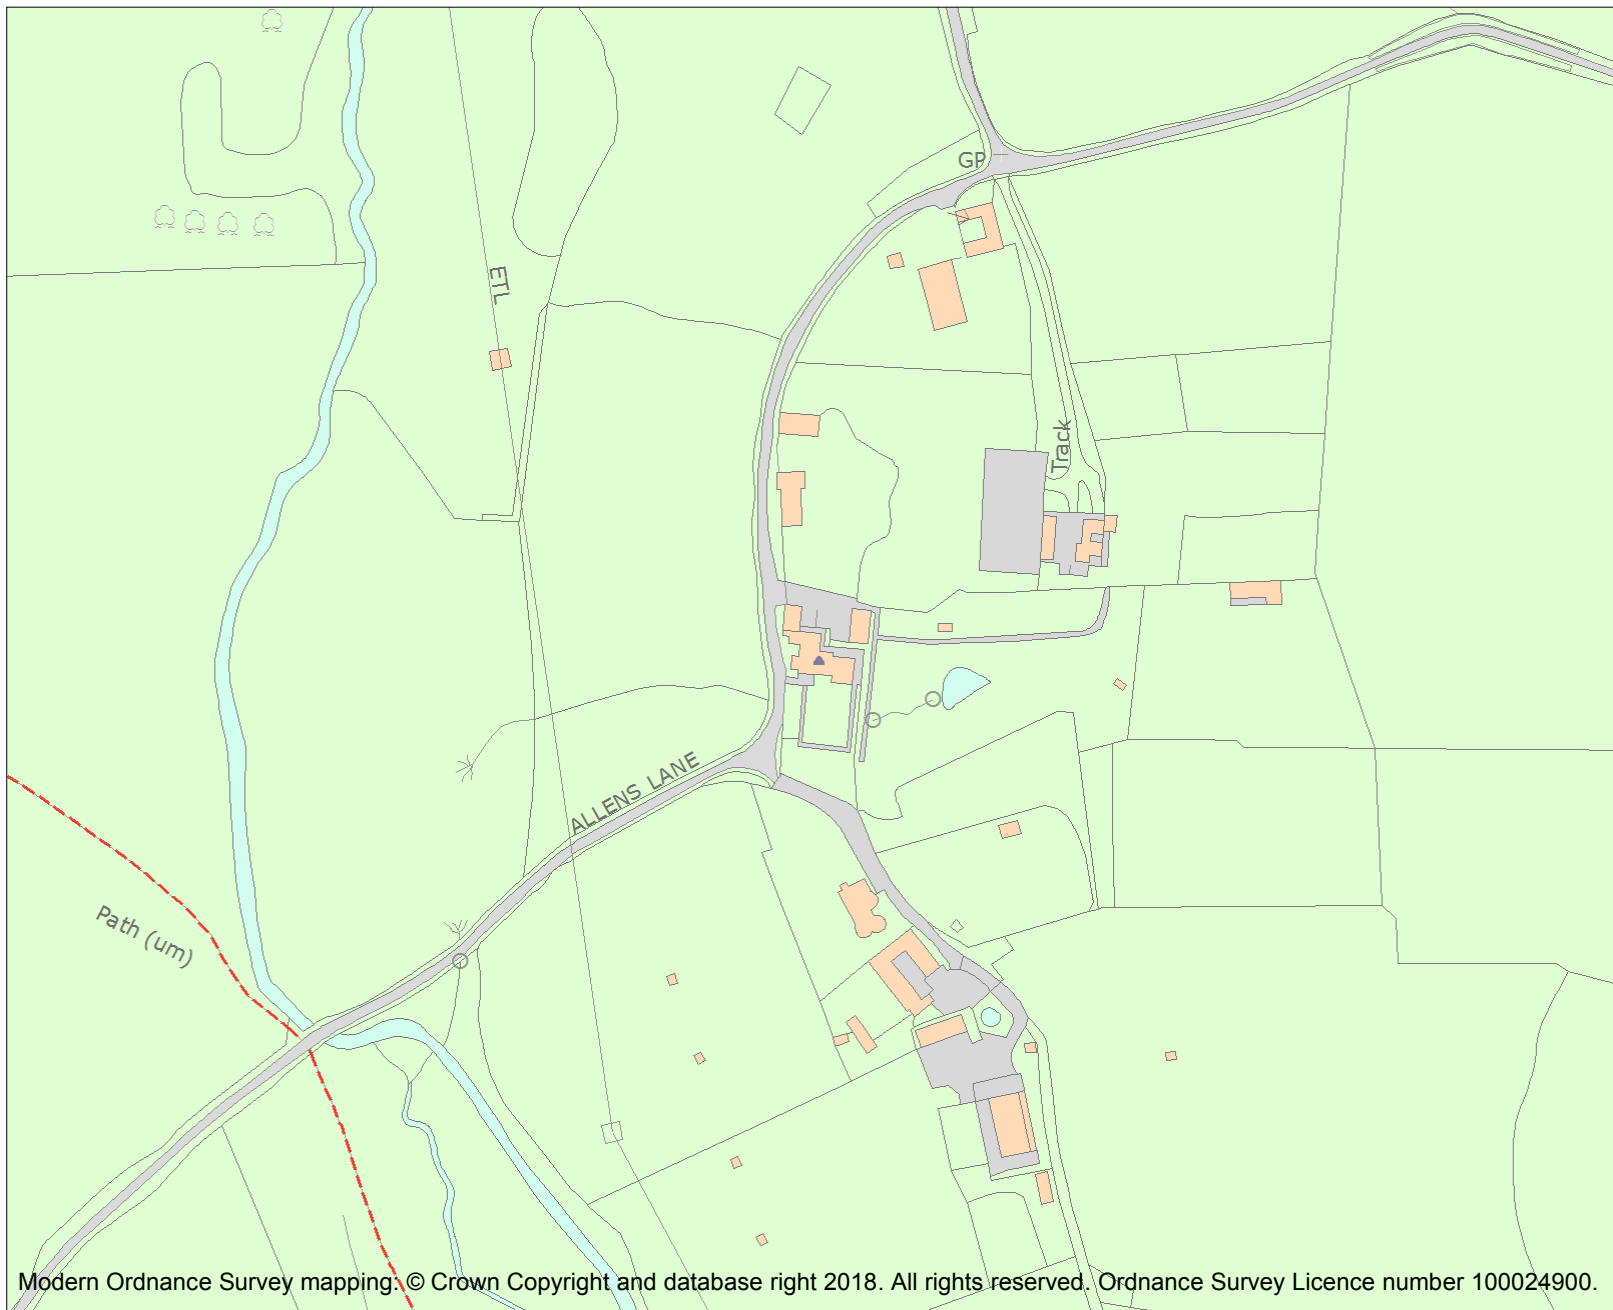 GP
ETL
Track
ALLENS LANE
Path (um)
Modern Ordnance Survey mapping: © Crown Copyright and database right 2018. All rights reserved. Ordnance Survey Licence number 100024900.